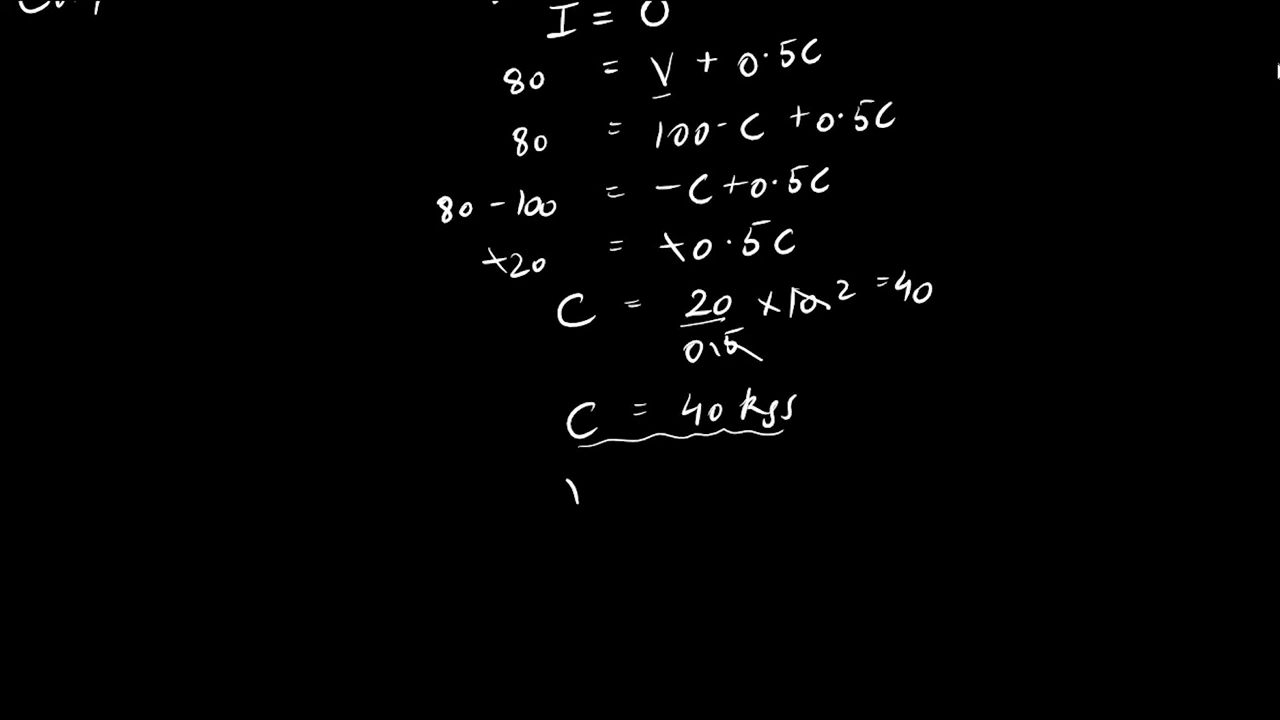 I = 0
80 = V + 0.5C
80 = 100 - C + 0.5C
80 - 100 = -C + 0.5C
+20 = +0.5C
C = 20/0.5 × 10 2 = 40
C = 40 kgs